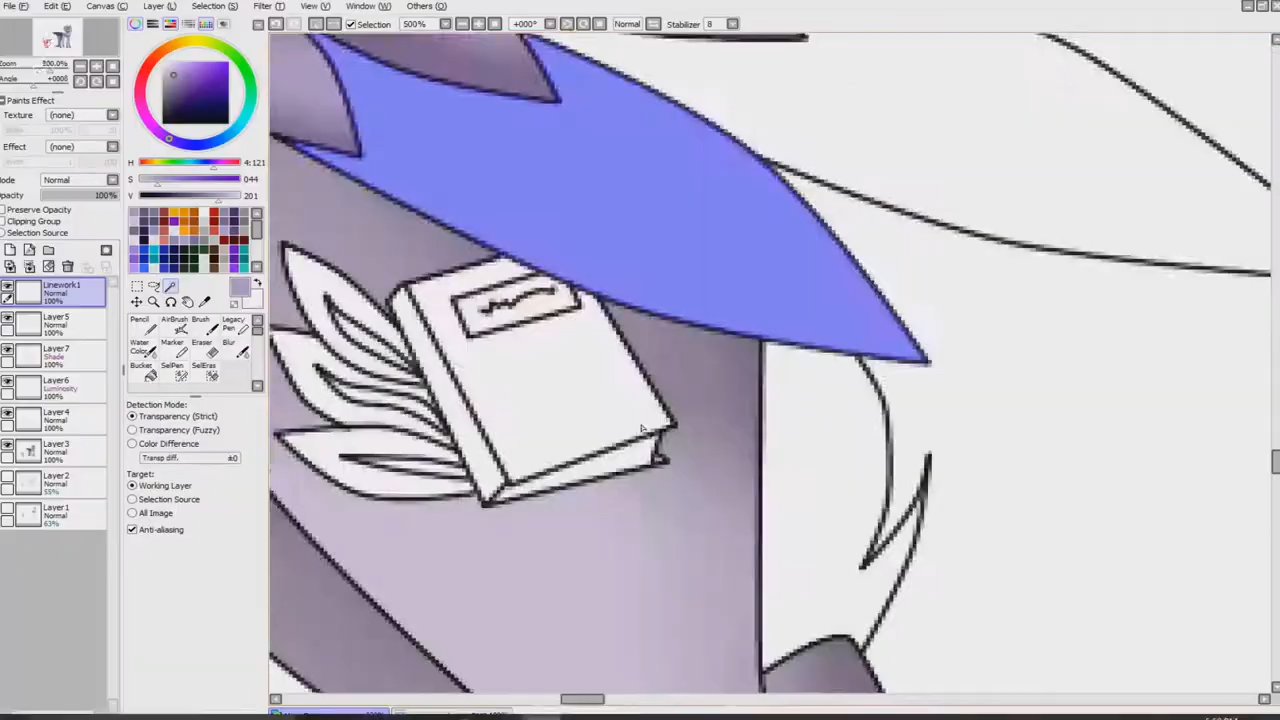 File (F) Edit (E) Canvas (C) Layer (L) Selection (S) Filter (T) View (V) Window (W) Others (O)
Selection 500% +000° Normal Stabilizer 8
Zoom 500.0%
Angle +0000
Paints Effect
Texture (none)
Effect (none)
Mode Normal
Opacity 100%
Preserve Opacity
Clipping Group
Selection Source
Linework1
Normal
100%
Layer5
Normal
100%
Layer7
Shade
100%
Layer6
Luminosity
100%
Layer4
Normal
100%
Layer3
Normal
100%
Layer2
Normal
55%
Layer1
Normal
63%
H 4:121
S 044
V 201
Pencil AirBrush Brush Legacy Pen
Water Color Marker Eraser Blur
Bucket SelPen SelEras
Detection Mode:
Transparency (Strict)
Transparency (Fuzzy)
Color Difference
Transp diff. ±0
Target:
Working Layer
Selection Source
All Image
Anti-aliasing